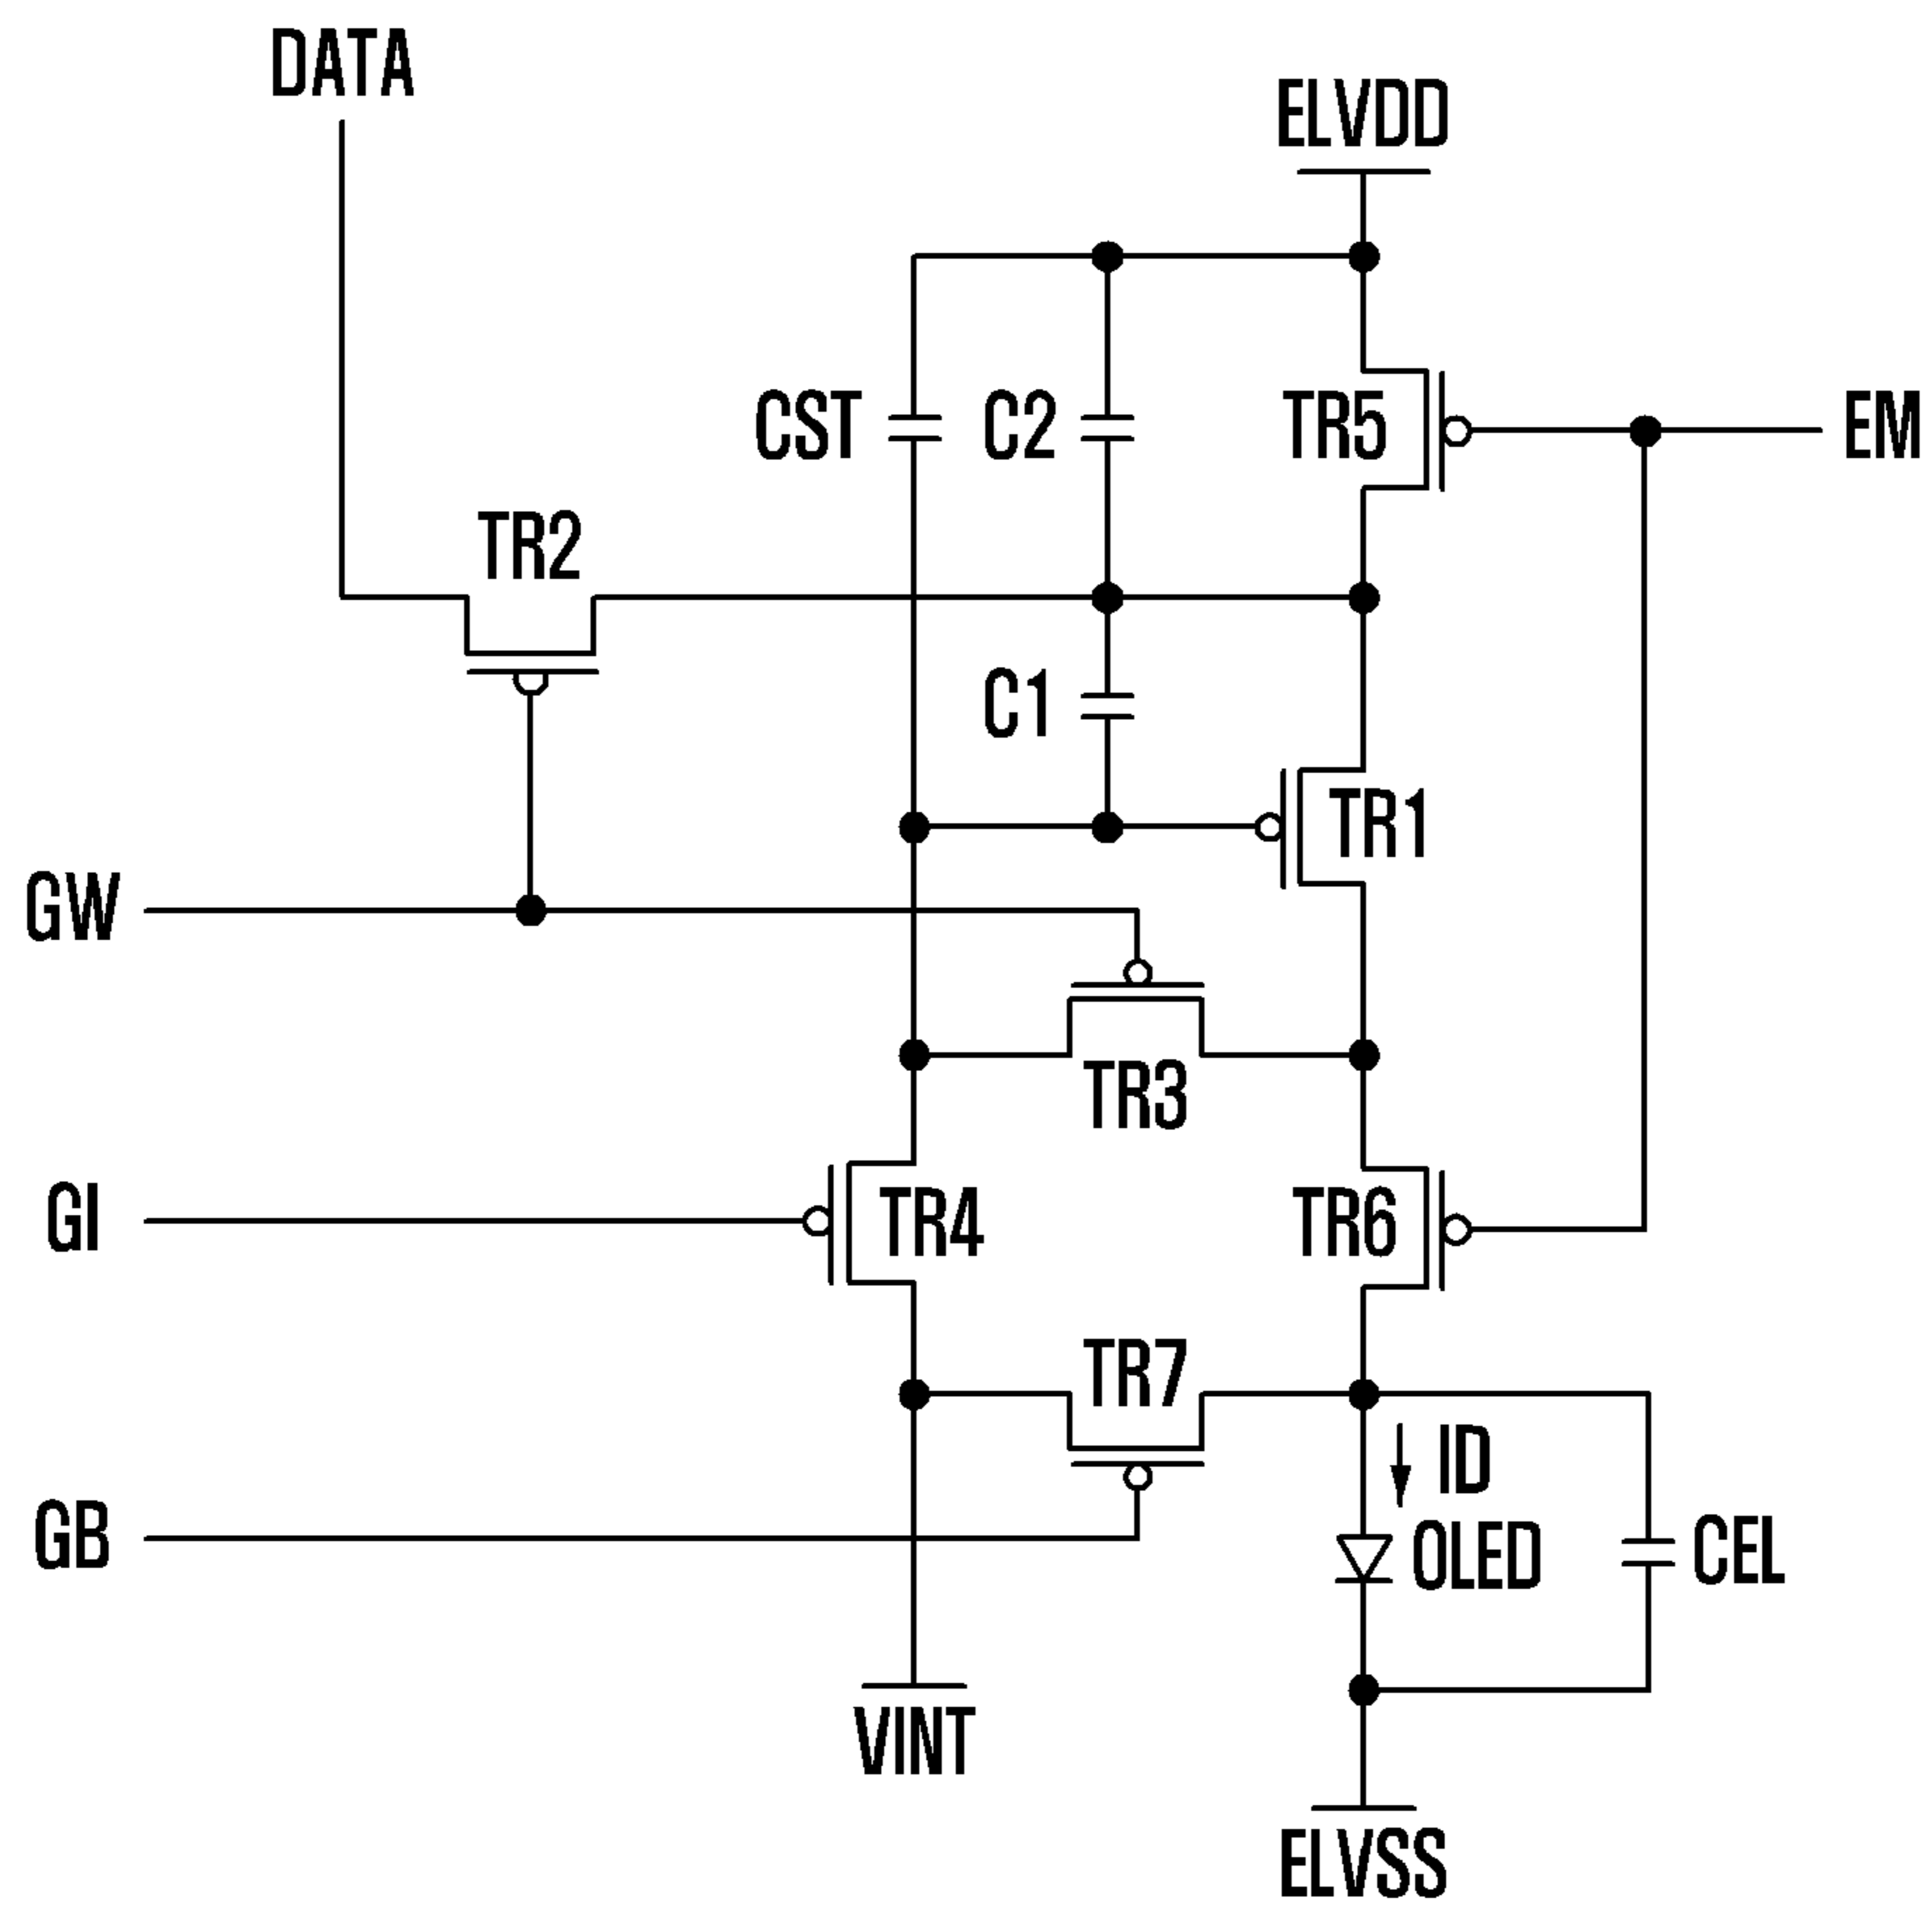 DATA
ELVDD
CST
C2
TR5
EM
TR2
C1
TR1
GW
TR3
GI
TR4
TR6
TR7
ID
GB
OLED
CEL
VINT
ELVSS